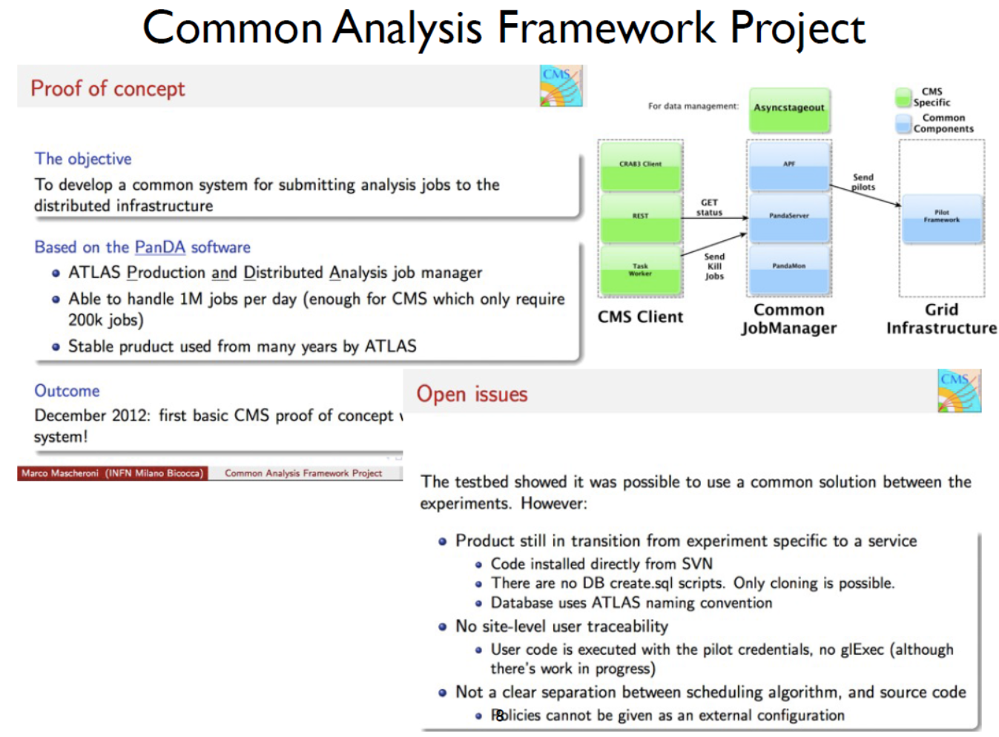 Common Analysis Framework Project
Proof of concept
CMS
The objective
To develop a common system for submitting analysis jobs to the
distributed infrastructure
Based on the PanDA software
ATLAS Production and Distributed Analysis job manager
Able to handle 1M jobs per day (enough for CMS which only require
200k jobs)
Stable pruduct used from many years by ATLAS
Outcome
December 2012: first basic CMS proof of concept
system!
Marco Mascheroni (INFN Milano Bicocca)
Common Analysis Framework Project
For data management:
Asyncstageout
CMS
Specific
Common
Components
CRAB3 Client
REST
Task
Worker
CMS Client
GET
status
Send
Kill
Jobs
APF
PandaServer
PandaMon
Common
JobManager
Send
pilots
Pilot
Framework
Grid
Infrastructure
Open issues
CMS
The testbed showed it was possible to use a common solution between the
experiments. However:
Product still in transition from experiment specific to a service
Code installed directly from SVN
There are no DB create.sql scripts. Only cloning is possible.
Database uses ATLAS naming convention
No site-level user traceability
User code is executed with the pilot credentials, no glExec (although
there's work in progress)
Not a clear separation between scheduling algorithm, and source code
Policies cannot be given as an external configuration
8